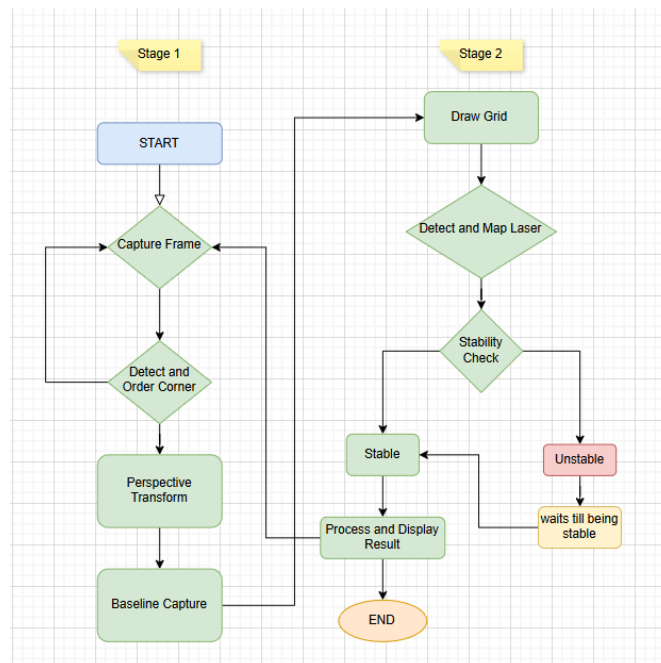 Stage 1
START
Capture Frame
Detect and
Order Corner
Perspective
Transform
Baseline Capture
Stage 2
Draw Grid
Detect and Map Laser
Stability
Check
Stable
Unstable
waits till being
stable
Process and Display
Result
END